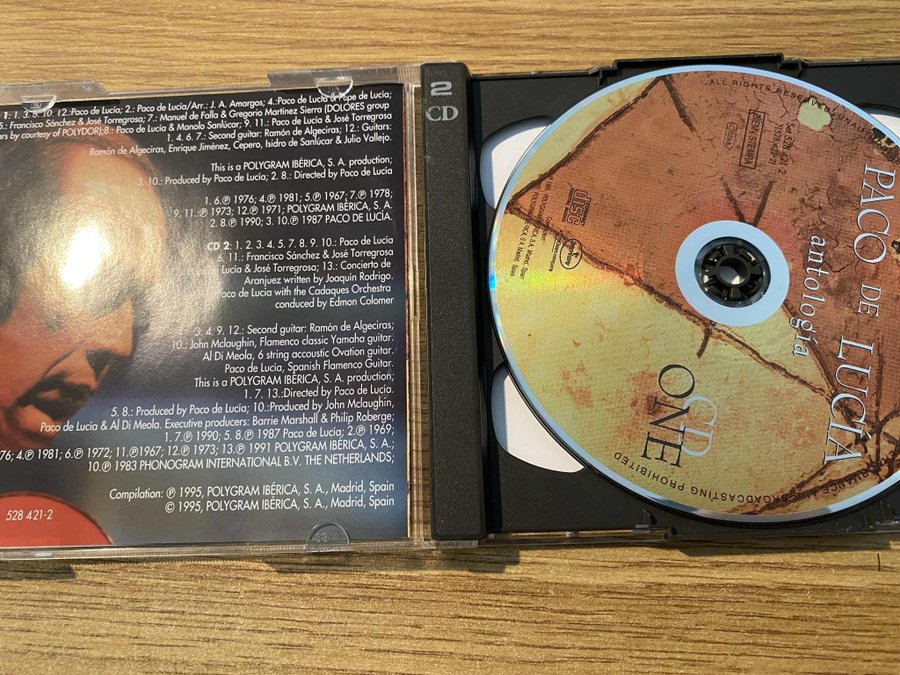 1: 1. 3. 8. 10. 12.:Paco de Lucía; 2.: Paco de Lucía/Arr.: J. A. Amargos; 4.:Paco de Lucía & Pepe de Lucía;
5.: Francisco Sánchez & José Torregrosa; 7.: Manuel de Falla & Gregorio Martínez Sierra (DOLORES group
ars by courtesy of POLYDOR);8.: Paco de Lucía & Manolo Sanlúcar; 9. 11.: Paco de Lucía & José Torregosa
1. 4. 6. 7.: Second guitar: Ramón de Algeciras; 12.: Guitars:
Ramón de Algeciras, Enrique Jiménez, Cepero, Isidro de Sanlúcar & Julio Vallejo.
This is a POLYGRAM IBÉRICA, S. A. production;
3. 10.: Produced by Paco de Lucía; 2. 8.: Directed by Paco de Lucía
1. 6.℗ 1976; 4.℗ 1981; 5.℗ 1967; 7.℗ 1978;
9. 11.:℗ 1973; 12.℗ 1971; POLYGRAM IBÉRICA, S. A.;
2. 8.℗ 1990; 3. 10.℗ 1987 PACO DE LUCÍA.
CD 2: 1. 2. 3. 4. 5. 7. 8. 9. 10.: Paco de Lucía
6. 11.: Francisco Sánchez & José Torregrosa
Lucía & José Torregrosa; 13.: Concierto de
Aranjuez written by Joaquín Rodrigo.
Paco de Lucía with the Cadaques Orchestra
conducted by Edmon Colomer
1. 3. 4. 9. 12.: Second guitar: Ramón de Algeciras;
10.: John Mclaughin, Flamenco classic Yamaha guitar.
Al Di Meola, 6 string accoustic Ovation guitar.
Paco de Lucía, Spanish Flamenco Guitar.
This is a POLYGRAM IBÉRICA, S. A. production;
1. 7. 13.:Directed by Paco de Lucía.
5. 8.: Produced by Paco de Lucía; 10.:Produced by John Mclaughin,
Paco de Lucía & Al Di Meola. Executive producers: Barrie Marshall & Philip Roberge;
1. 7.℗ 1990; 5. 8.℗ 1987 Paco de Lucía; 2.℗ 1969;
76; 4.℗ 1981; 6.℗ 1972; 11.℗1967; 12.℗ 1973; 13.℗ 1991 POLYGRAM IBÉRICA, S. A.;
10.℗ 1983 PHONOGRAM INTERNATIONAL B.V. THE NETHERLANDS;
Compilation: ℗ 1995, POLYGRAM IBÉRICA, S. A., Madrid, Spain
© 1995, POLYGRAM IBÉRICA, S. A., Madrid, Spain
528 421-2
2
CD
PACO DE LUCÍA
antología
CD
ONE
ALL RIGHTS RESERVED
BROADCASTING PROHIBITED
Set 528 421-2
COMPACT
disc
DIGITAL AUDIO